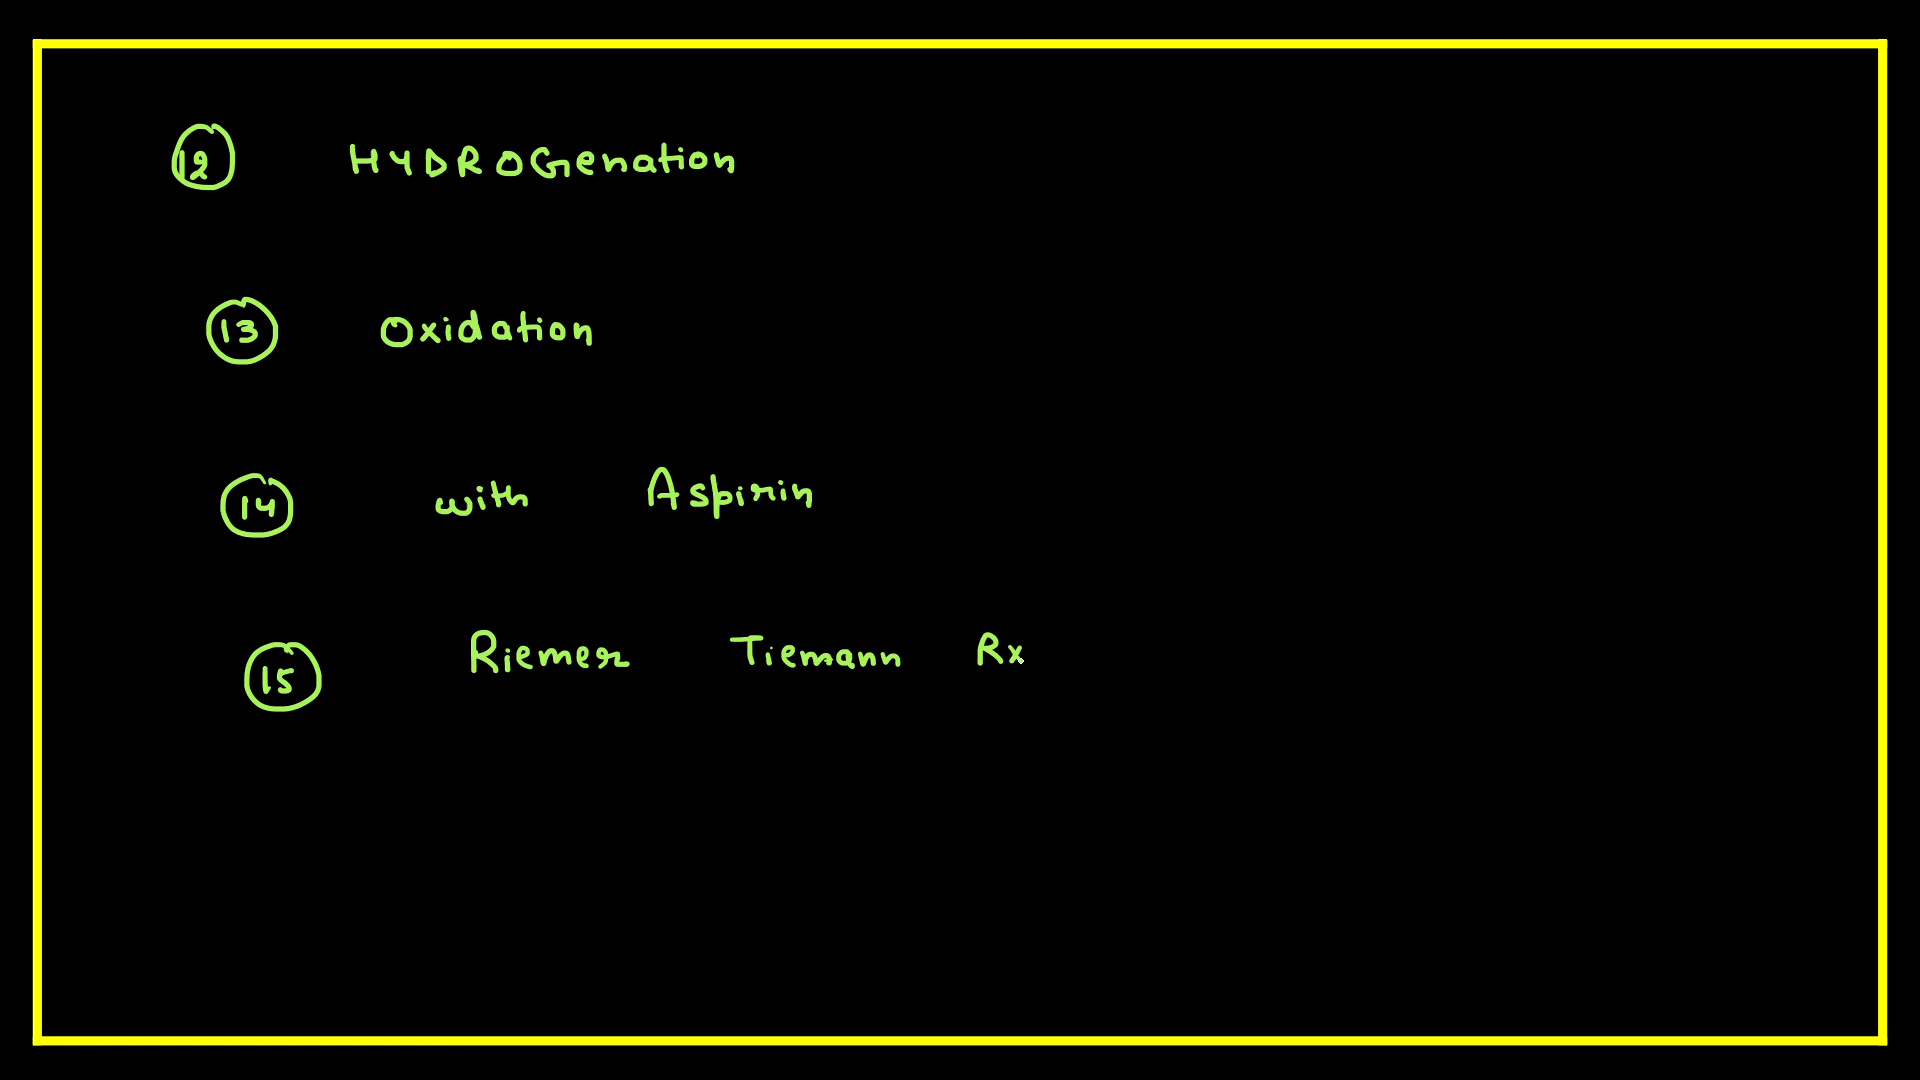 12 HYDROGenation
13 Oxidation
14 with Aspirin
15 Riemer Tiemann Rx